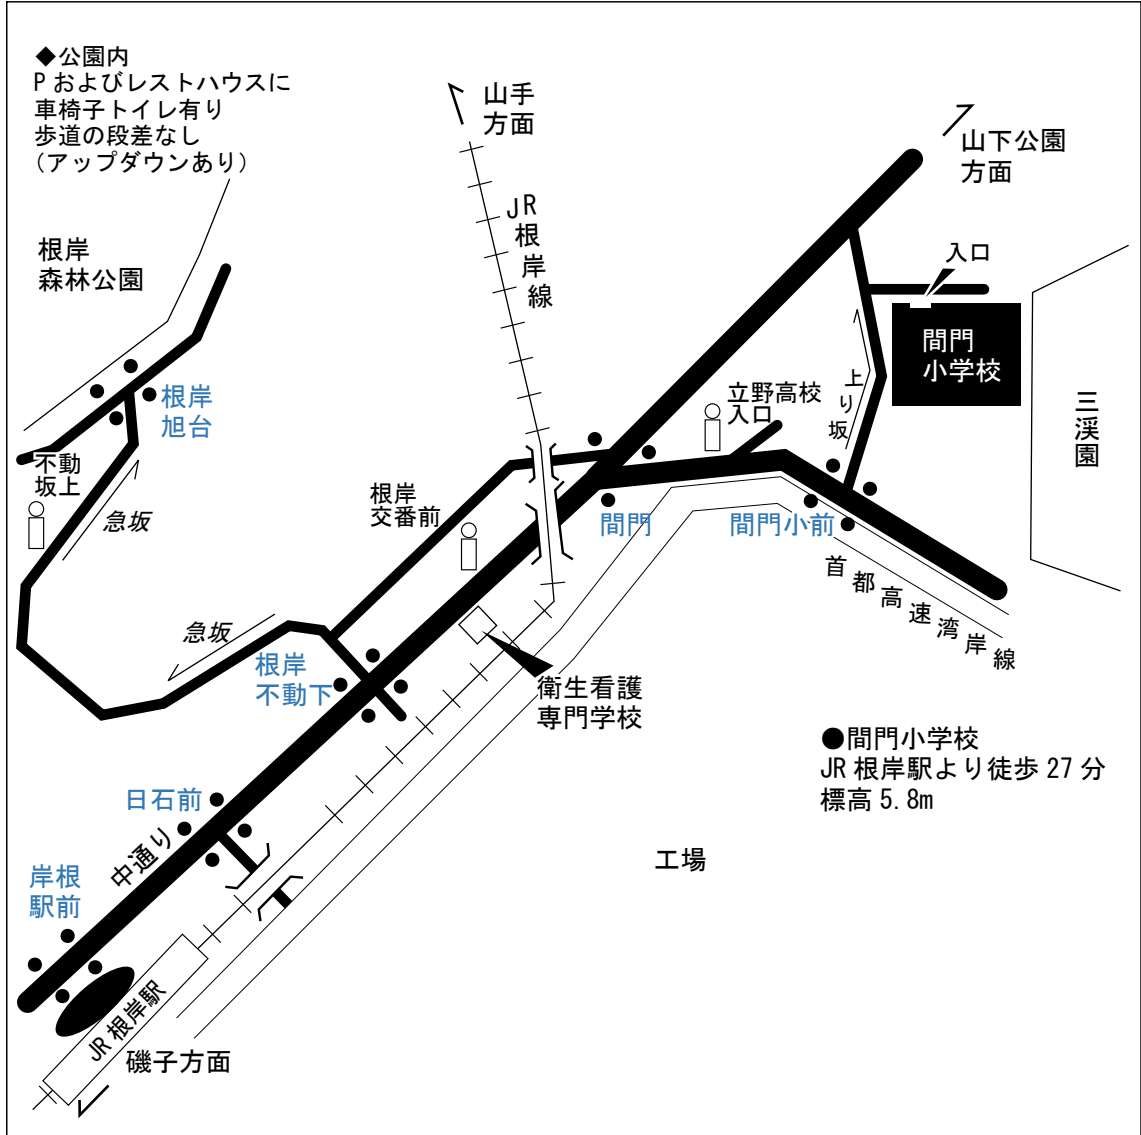 ◆公園内
P およびレストハウスに
車椅子トイレ有り
歩道の段差なし
(アップダウンあり)
山手
方面
山下公園
方面
JR根岸線
根岸
森林公園
入口
間門
小学校
根岸
旭台
立野高校
入口
上り坂
三渓園
不動
坂上
急坂
根岸
交番前
間門
間門小前
首都高速湾岸線
急坂
根岸
不動下
衛生看護
専門学校
●間門小学校
JR 根岸駅より徒歩 27 分
標高 5.8m
日石前
中通り
工場
岸根
駅前
JR 根岸駅
磯子方面